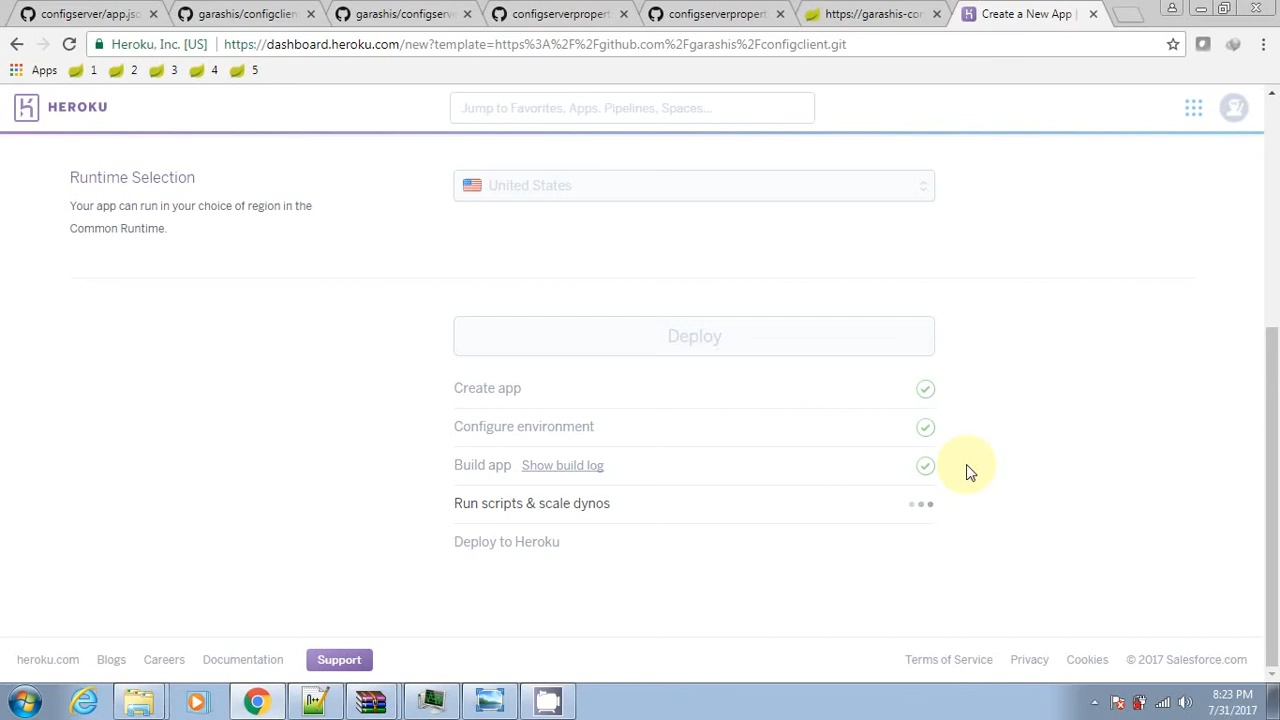 configserver/app.jso
garashis/configclien
garashis/configserve
configserverpropert
configserverpropert
https://garashis-con
Create a New App |
Heroku, Inc. [US]
https://dashboard.heroku.com/new?template=https%3A%2F%2Fgithub.com%2Fgarashis%2Fconfigclient.git
Apps 1 2 3 4 5
HEROKU
Jump to Favorites, Apps, Pipelines, Spaces...
Runtime Selection
United States
Your app can run in your choice of region in the
Common Runtime.
Deploy
Create app
Configure environment
Build app Show build log
Run scripts & scale dynos
Deploy to Heroku
heroku.com Blogs Careers Documentation Support Terms of Service Privacy Cookies © 2017 Salesforce.com
8:23 PM
7/31/2017